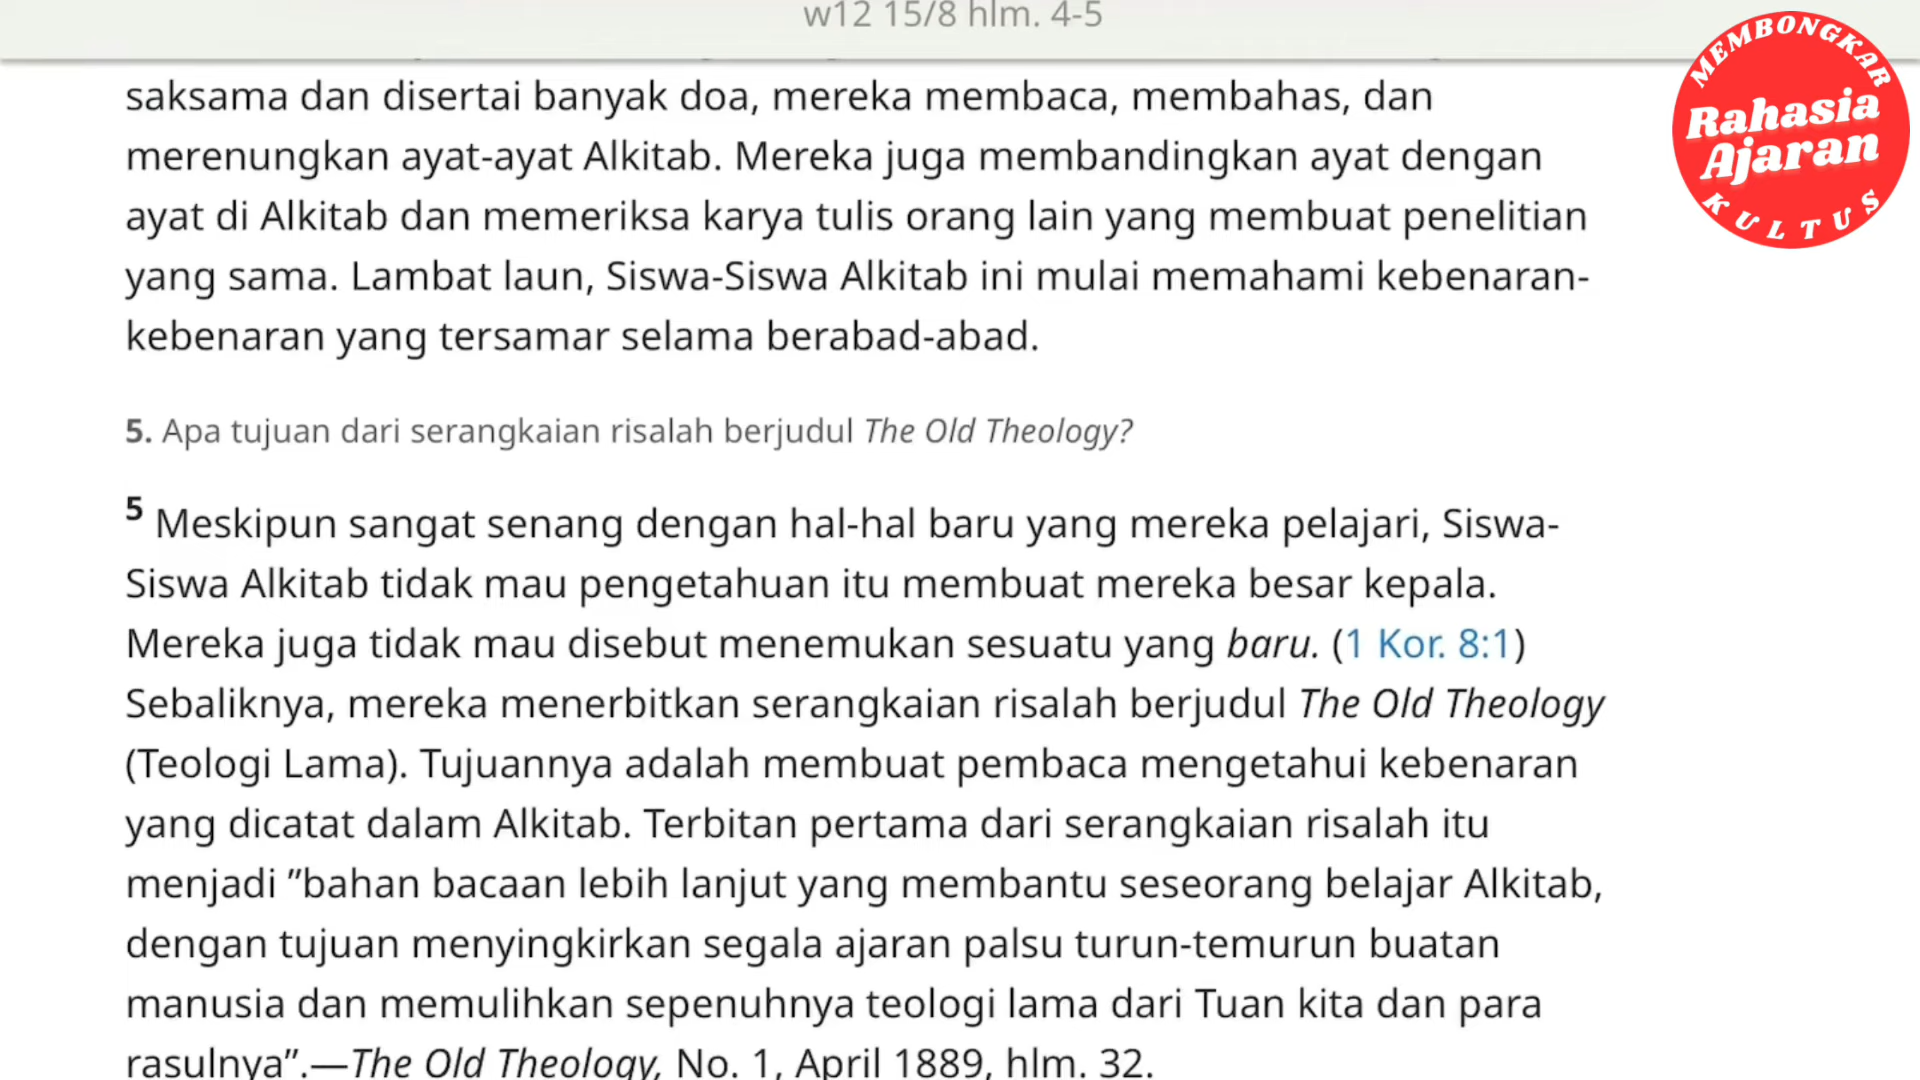 w12 15/8 hlm. 4-5
MEMBONGKAR
Rahasia
Ajaran
KULTUS
saksama dan disertai banyak doa, mereka membaca, membahas, dan
merenungkan ayat-ayat Alkitab. Mereka juga membandingkan ayat dengan
ayat di Alkitab dan memeriksa karya tulis orang lain yang membuat penelitian
yang sama. Lambat laun, Siswa-Siswa Alkitab ini mulai memahami kebenaran-
kebenaran yang tersamar selama berabad-abad.
5. Apa tujuan dari serangkaian risalah berjudul The Old Theology?
5 Meskipun sangat senang dengan hal-hal baru yang mereka pelajari, Siswa-
Siswa Alkitab tidak mau pengetahuan itu membuat mereka besar kepala.
Mereka juga tidak mau disebut menemukan sesuatu yang baru. (1 Kor. 8:1)
Sebaliknya, mereka menerbitkan serangkaian risalah berjudul The Old Theology
(Teologi Lama). Tujuannya adalah membuat pembaca mengetahui kebenaran
yang dicatat dalam Alkitab. Terbitan pertama dari serangkaian risalah itu
menjadi ”bahan bacaan lebih lanjut yang membantu seseorang belajar Alkitab,
dengan tujuan menyingkirkan segala ajaran palsu turun-temurun buatan
manusia dan memulihkan sepenuhnya teologi lama dari Tuan kita dan para
rasulnya”.—The Old Theology, No. 1, April 1889, hlm. 32.